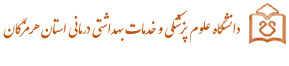 دانشگاه علوم پزشکی و خدمات بهداشتی درمانی استان هرمزگان